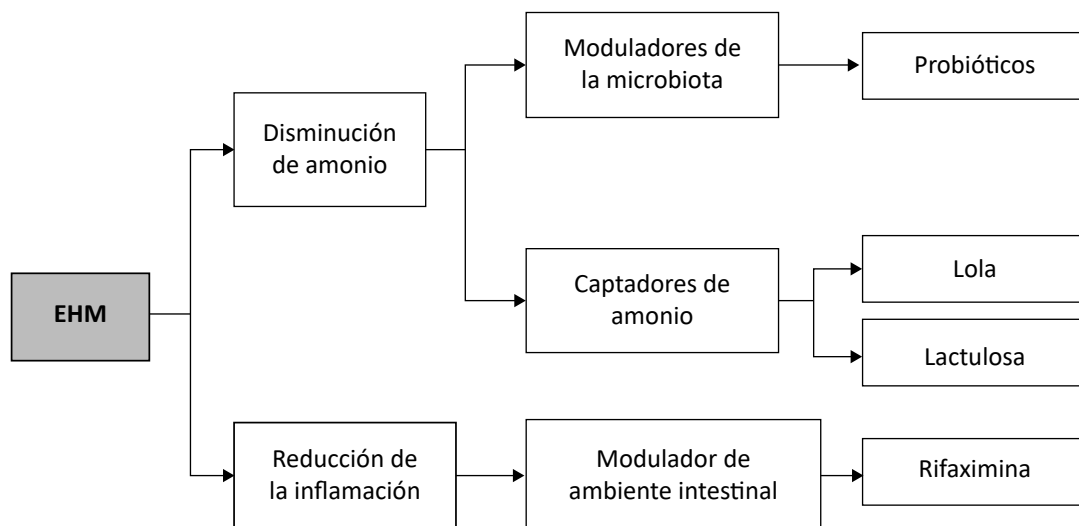 EHM
Disminución
de amonio
Moduladores de
la microbiota
Probióticos
Captadores de
amonio
Lola
Lactulosa
Reducción de
la inflamación
Modulador de
ambiente intestinal
Rifaximina